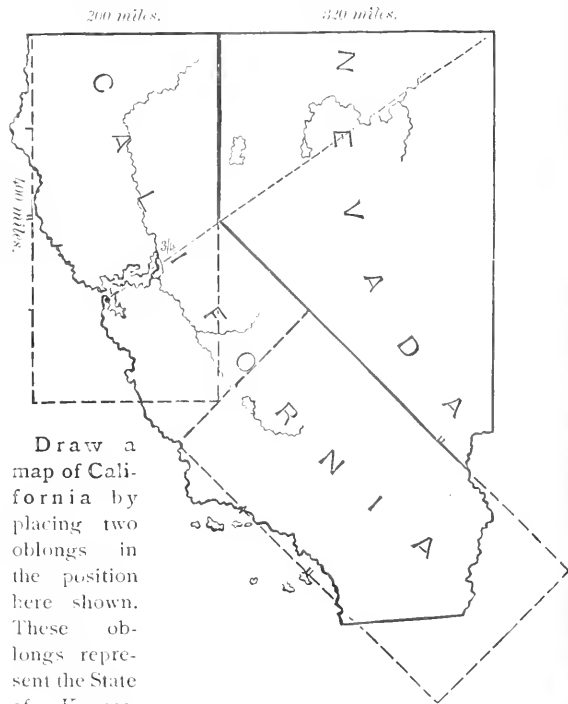 200 miles.
320 miles.
400 miles.
CALIFORNIA
NEVADA
3/4
Draw a
map of Cali-
fornia by
placing two
oblongs in
the position
here shown.
These ob-
longs repre-
sent the State